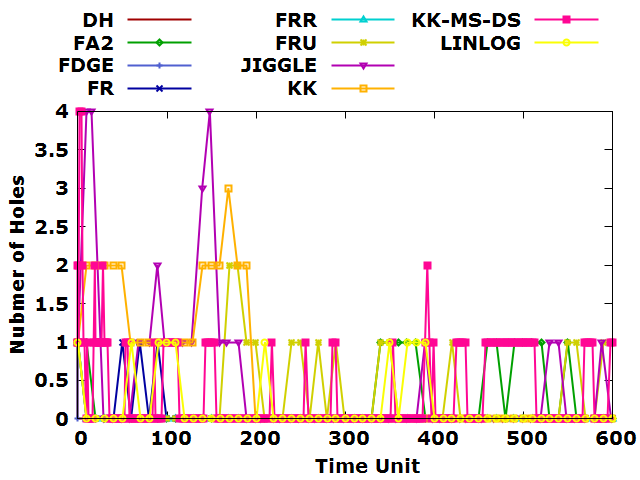 DH FRR KK-MS-DS
FA2 FRU LINLOG
FDGE JIGGLE
FR KK
4
3.5
3
2.5
2
1.5
1
0.5
0
Nubmer of Holes
0 100 200 300 400 500 600
Time Unit